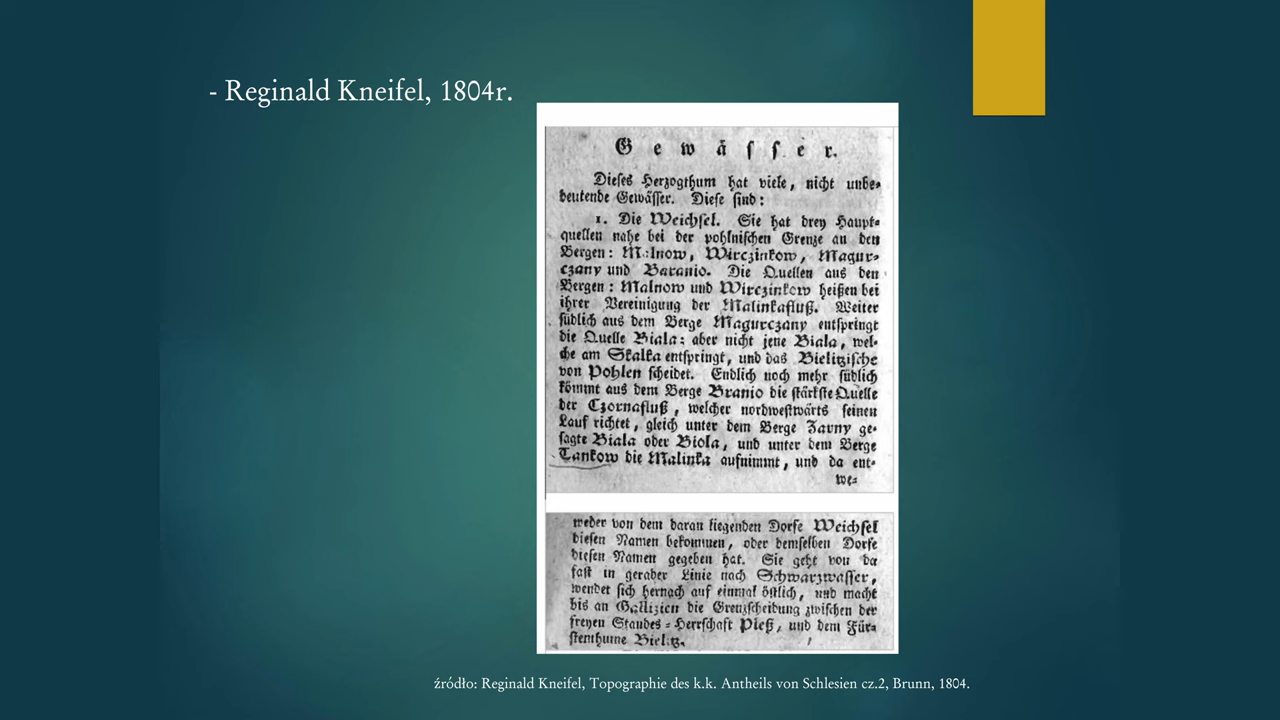 - Reginald Kneifel, 1804r.
Gewässer.
Dieses Herzogthum hat viele, nicht unbe-
deutende Gewässer. Diese sind:
1. Die Weichsel. Sie hat drey Haupt-
quellen nahe bei der pohlnischen Grenze an den
Bergen: Malnow, Wirczinkow, Magur-
czany und Baranio. Die Quellen aus den
Bergen: Malnow und Wirczinkow heißen bei
ihrer Vereinigung der Malinkafluß. Weiter
südlich aus dem Berge Magurczany entspringt
die Quelle Biala: aber nicht jene Biala, wel-
che am Skalka entspringt, und das Bielitzische
von Pohlen scheidet. Endlich noch mehr südlich
kömmt aus dem Berge Branio die stärkste Quelle
der Czornafluß, welcher nordwestwärts seinen
Lauf richtet, gleich unter dem Berge Zarny ge-
sagte Biala oder Biola, und unter dem Berge
Tankow die Malinka aufnimmt, und da ent-
we-
weder von dem daran liegenden Dorfe Weichsel
diesen Namen bekommen, oder demselben Dorfe
diesen Namen gegeben hat. Sie geht von da
fast in gerader Linie nach Schwarzwasser,
wendet sich hernach auf einmal östlich, und macht
bis an Gallizien die Grenzscheidung zwischen der
freyen Standes-Herrschaft Pleß, und dem Für-
stenthume Bielitz.
źródło: Reginald Kneifel, Topographie des k.k. Antheils von Schlesien cz.2, Brunn, 1804.